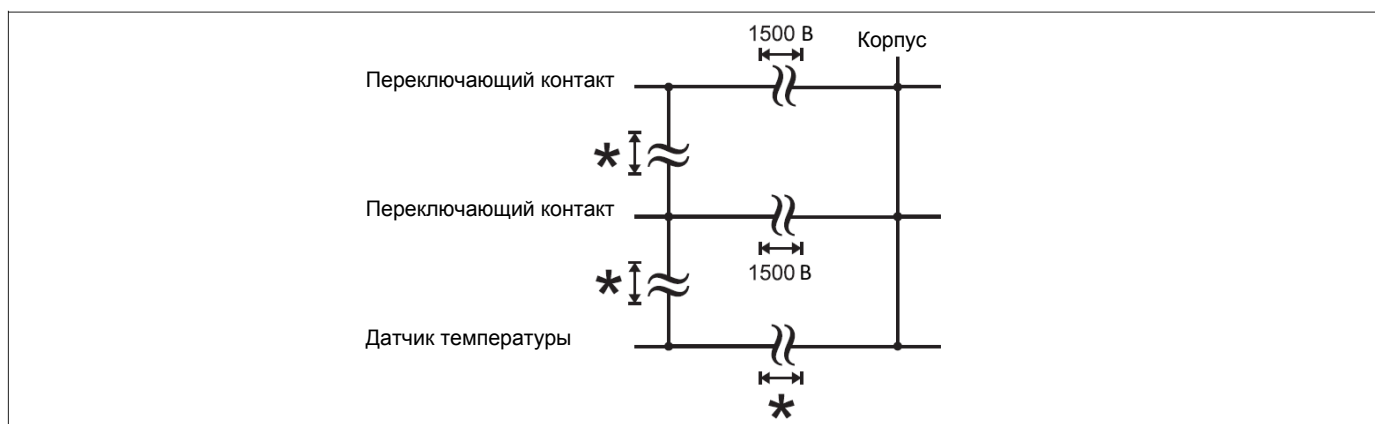 1500 В
Корпус
Переключающий контакт
*
Переключающий контакт
1500 В
*
Датчик температуры
*